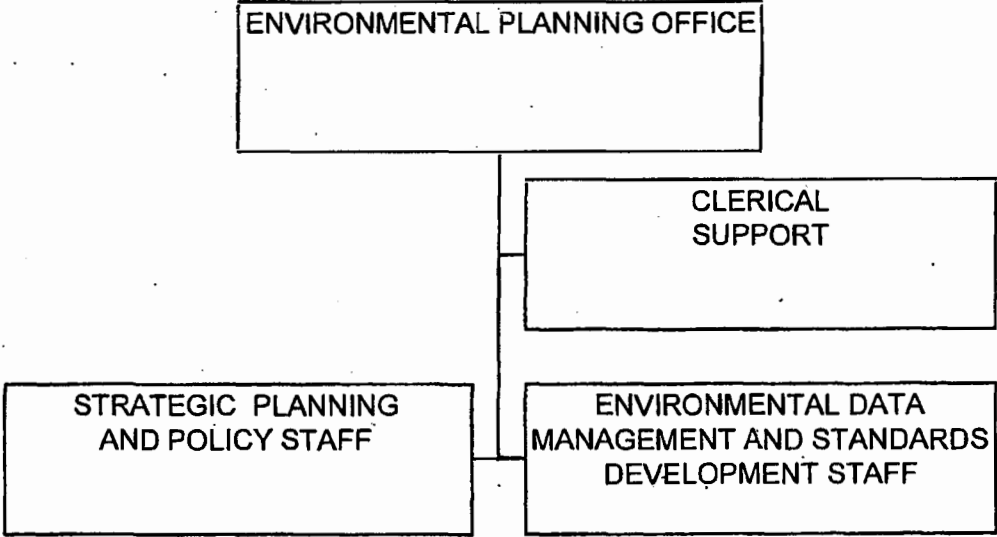 ENVIRONMENTAL PLANNING OFFICE
CLERICAL
SUPPORT
STRATEGIC PLANNING
AND POLICY STAFF
ENVIRONMENTAL DATA
MANAGEMENT AND STANDARDS
DEVELOPMENT STAFF